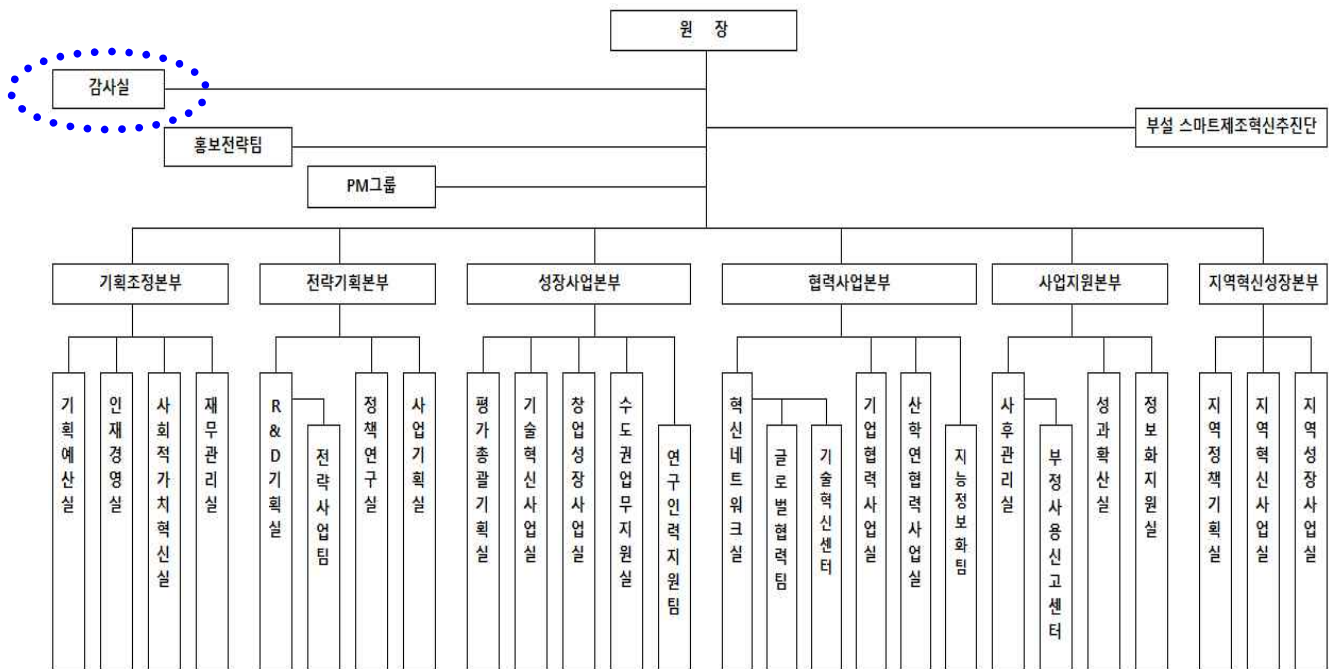 원 장
감사실
부설 스마트제조혁신추진단
홍보전략팀
PM그룹
기획조정본부
전략기획본부
성장사업본부
협력사업본부
사업지원본부
지역혁신성장본부
기획예산실
인재경영실
사회적가치혁신실
재무관리실
R&D기획실
전략사업팀
정책연구실
사업기획실
평가총괄기획실
기술혁신사업실
창업성장사업실
수도권업무지원실
연구인력지원팀
혁신네트워크실
글로벌협력팀
기술혁신센터
기업협력사업실
산학연협력사업실
지능정보화팀
사후관리실
부정사용신고센터
성과확산실
정보화지원실
지역정책기획실
지역혁신사업실
지역성장사업실